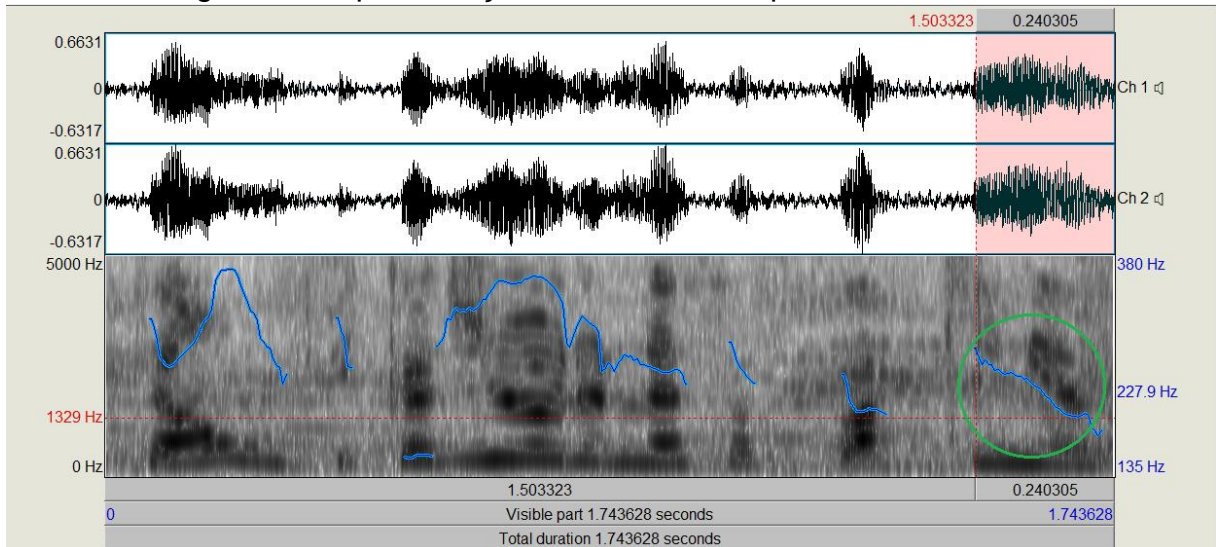 1.503323 0.240305
0.6631
0
-0.6317
Ch 1
0.6631
0
-0.6317
Ch 2
5000 Hz 380 Hz
227.9 Hz
1329 Hz
0 Hz 135 Hz
1.503323 0.240305
0 Visible part 1.743628 seconds 1.743628
Total duration 1.743628 seconds